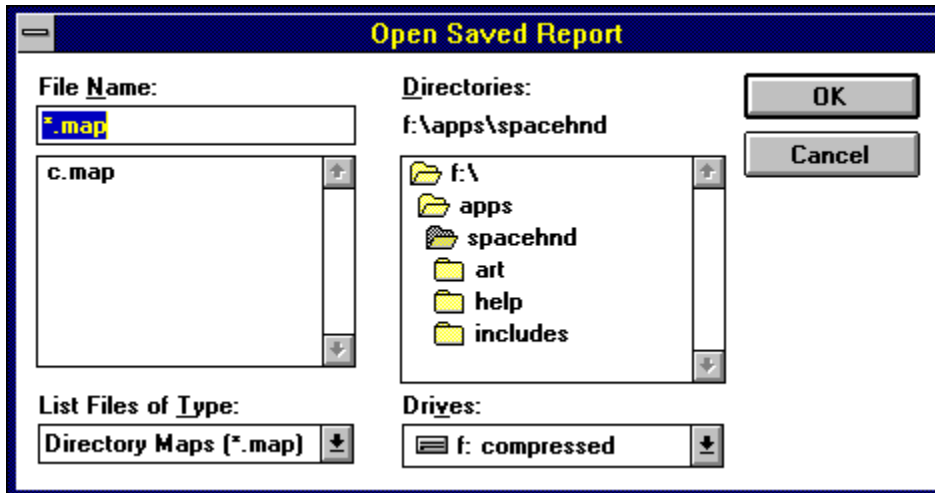 Open Saved Report
File Name:
*.map
c.map
List Files of Type:
Directory Maps (*.map)
Directories:
f:\apps\spacehnd
f:\
apps
spacehnd
art
help
includes
Drives:
f: compressed
OK
Cancel